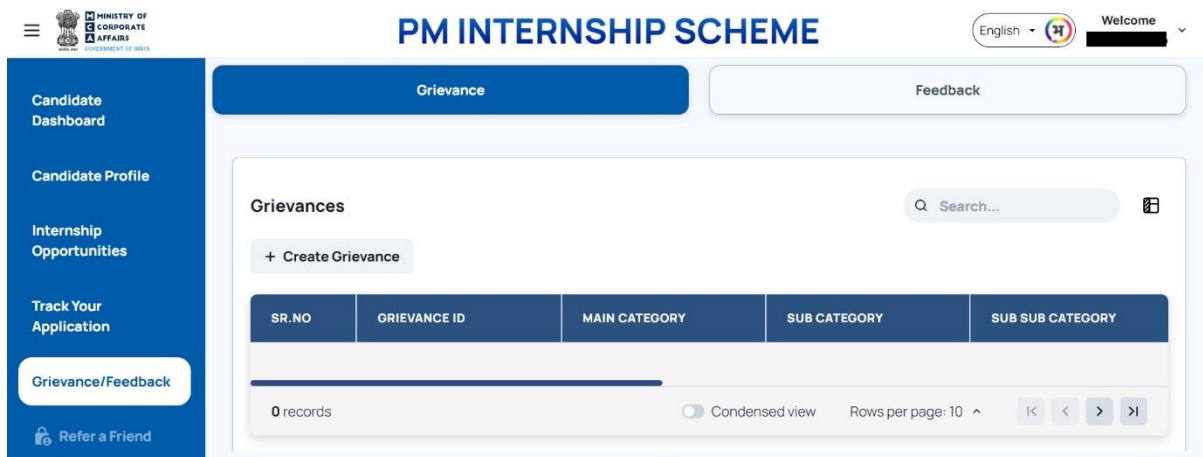 MINISTRY OF
CORPORATE
AFFAIRS
GOVERNMENT OF INDIA
PM INTERNSHIP SCHEME
English
अ
Welcome
Candidate
Dashboard
Candidate Profile
Internship
Opportunities
Track Your
Application
Grievance/Feedback
Refer a Friend
Grievance
Feedback
Grievances
Search...
+ Create Grievance
SR.NO GRIEVANCE ID MAIN CATEGORY SUB CATEGORY SUB SUB CATEGORY
0 records Condensed view Rows per page: 10